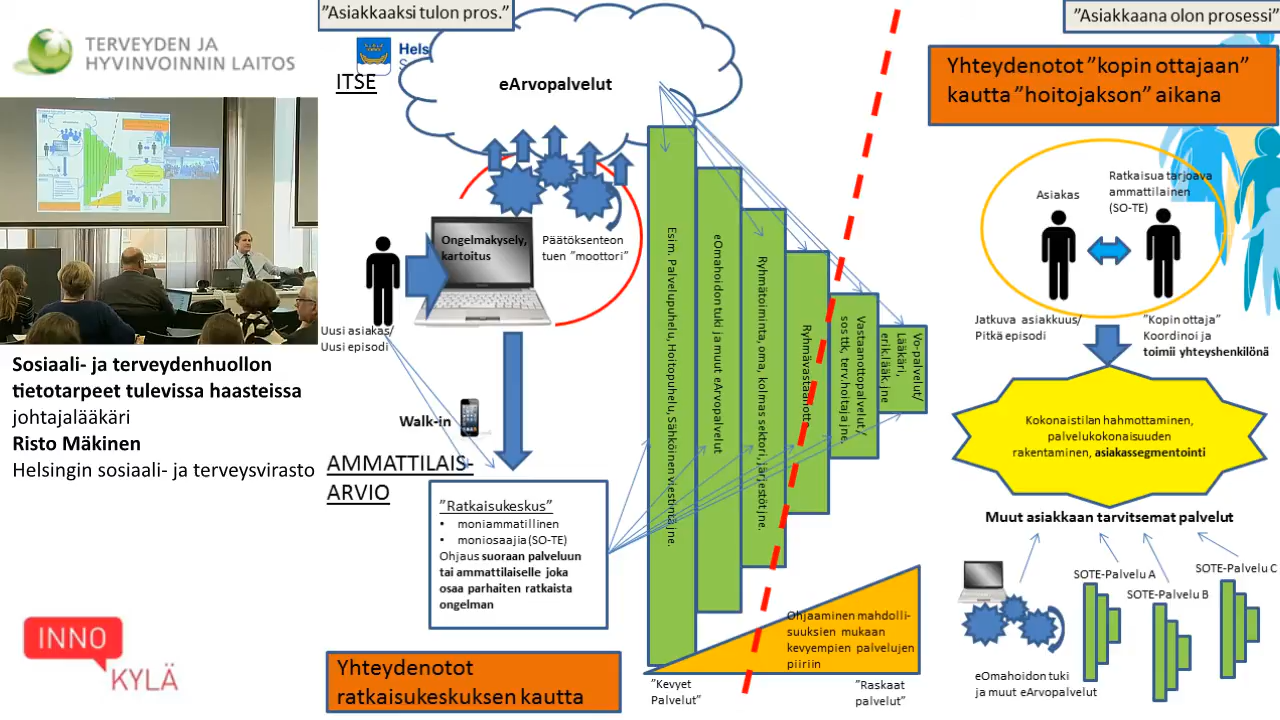 TERVEYDEN JA
HYVINVOINNIN LAITOS
Sosiaali- ja terveydenhuollon
tietotarpeet tulevissa haasteissa
johtajalääkäri
Risto Mäkinen
Helsingin sosiaali- ja terveysvirasto
INNO
KYLÄ
"Asiakkaaksi tulon pros."
Hels
ITSE
eArvopalvelut
Ongelmakysely,
kartoitus
Päätöksenteon
tuen "moottori"
Uusi asiakas/
Uusi episodi
Walk-in
AMMATTILAIS-
ARVIO
"Ratkaisukeskus"
• moniammatillinen
• moniosaajia (SO-TE)
Ohjaus suoraan palveluun
tai ammattilaiselle joka
osaa parhaiten ratkaista
ongelman
Yhteydenotot
ratkaisukeskuksen kautta
Esim. Palvelupuhelu, Hoitopuhelu, Sähköinen viestintä jne.
eOmahoidon tuki ja muut eArvopalvelut
Ryhmätoiminta, oma, kolmas sektori, järjestöt jne.
Ryhmävastaanotto
Vastaanottopalvelut/
sostt, terv.hoitaja jne.
Vo-palvelut/
Lääkäri,
erik.lääk. jne
Ohjaaminen mahdolli-
suuksien mukaan
kevyempien palvelujen
piiriin
"Kevyet
Palvelut"
"Raskaat
palvelut"
"Asiakkaana olon prosessi"
Yhteydenotot "kopin ottajaan"
kautta "hoitojakson" aikana
Asiakas
Ratkaisua tarjoava
ammattilainen
(SO-TE)
Jatkuva asiakkuus/
Pitkä episodi
"Kopin ottaja"
Koordinoi ja
toimii yhteyshenkilönä
Kokonaistilan hahmottaminen,
palvelukokonaisuuden
rakentaminen, asiakassegmentointi
Muut asiakkaan tarvitsemat palvelut
SOTE-Palvelu A
SOTE-Palvelu B
SOTE-Palvelu C
eOmahoidon tuki
ja muut eArvopalvelut